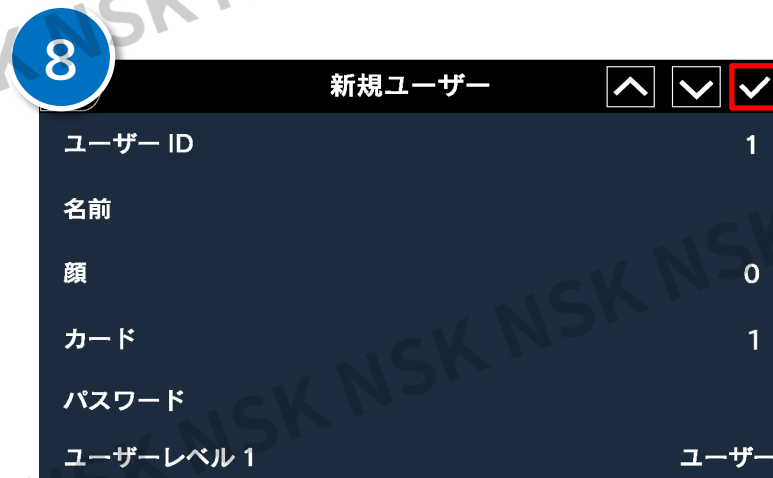 8
新規ユーザー
ユーザー ID 1
名前
顔 0
カード 1
パスワード
ユーザーレベル 1 ユーザー
NSK NSK NSK NSK
NSK